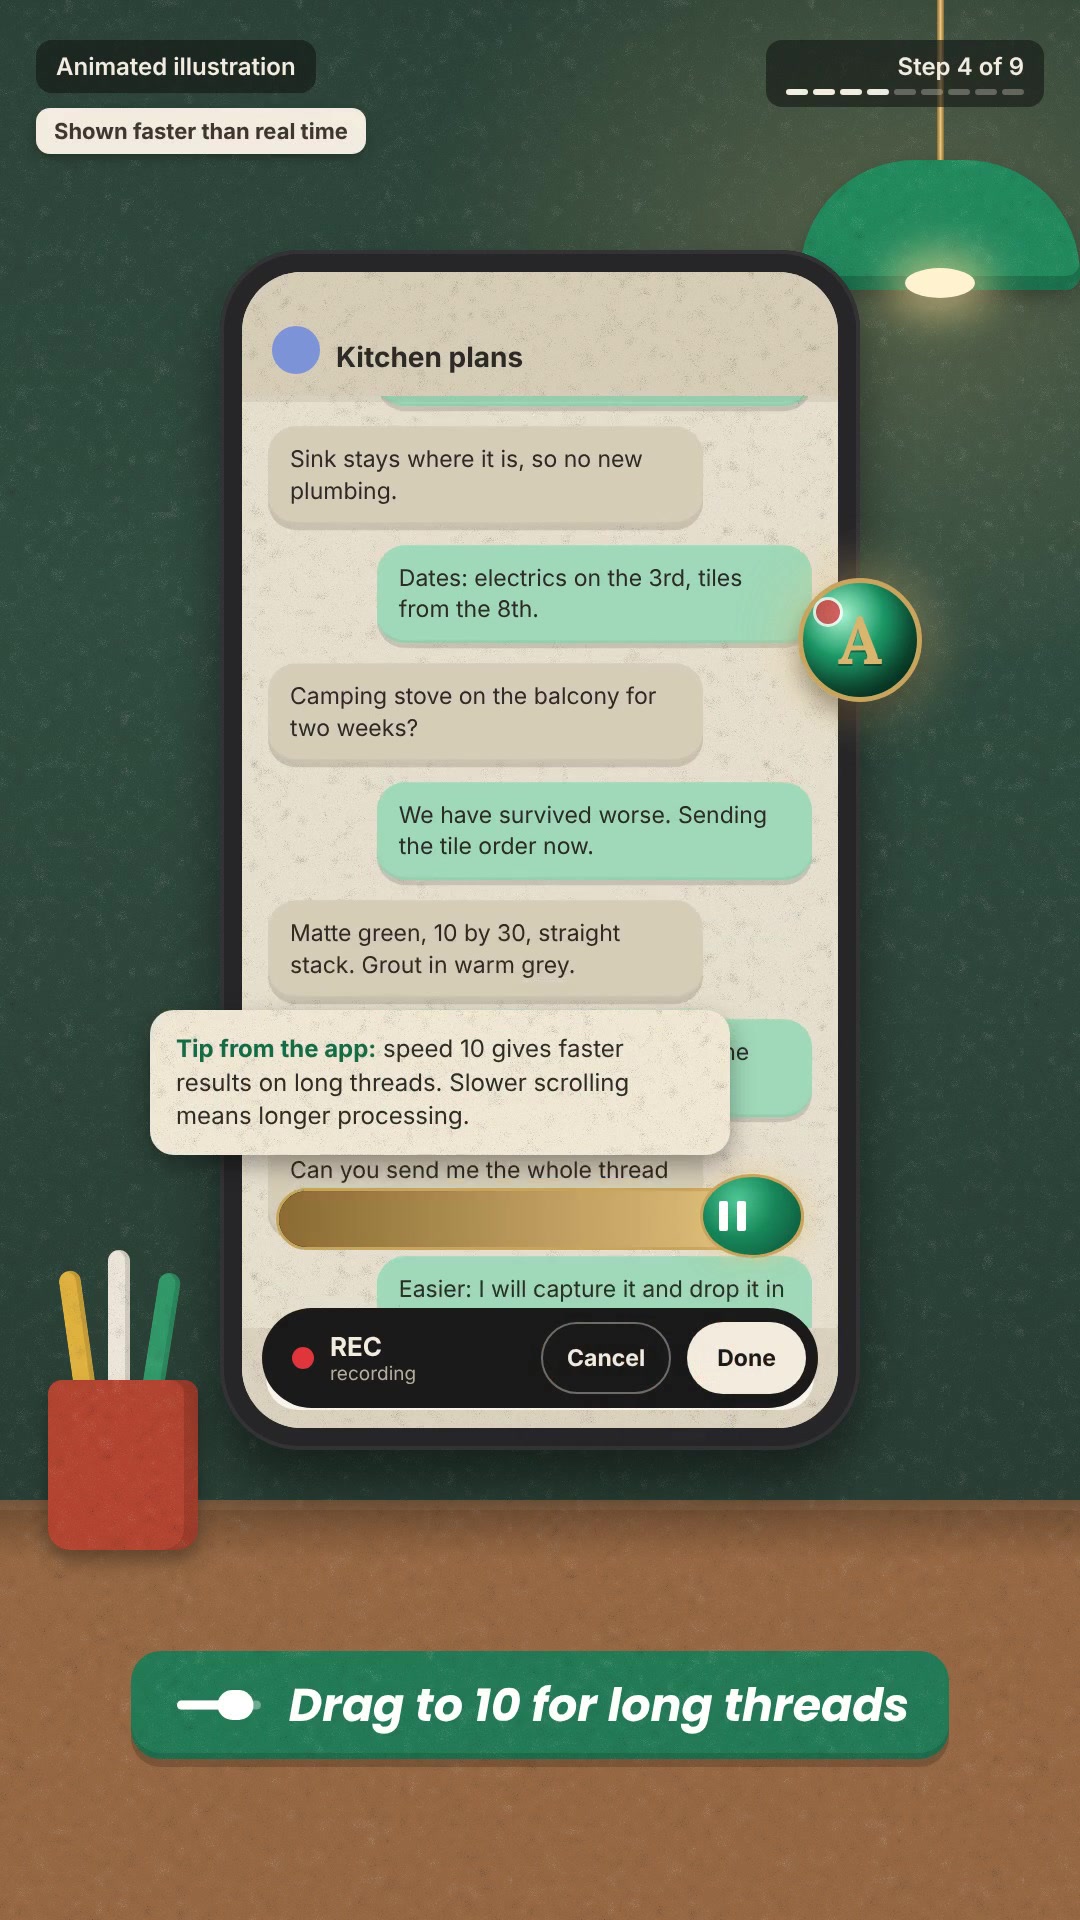 Animated illustration
Step 4 of 9
Shown faster than real time
Kitchen plans
Sink stays where it is, so no new
plumbing.
Dates: electrics on the 3rd, tiles
from the 8th.
A
Camping stove on the balcony for
two weeks?
We have survived worse. Sending
the tile order now.
Matte green, 10 by 30, straight
stack. Grout in warm grey.
Tip from the app: speed 10 gives faster
results on long threads. Slower scrolling
means longer processing.
Can you send me the whole thread
Easier: I will capture it and drop it in
REC
recording
Cancel
Done
Drag to 10 for long threads